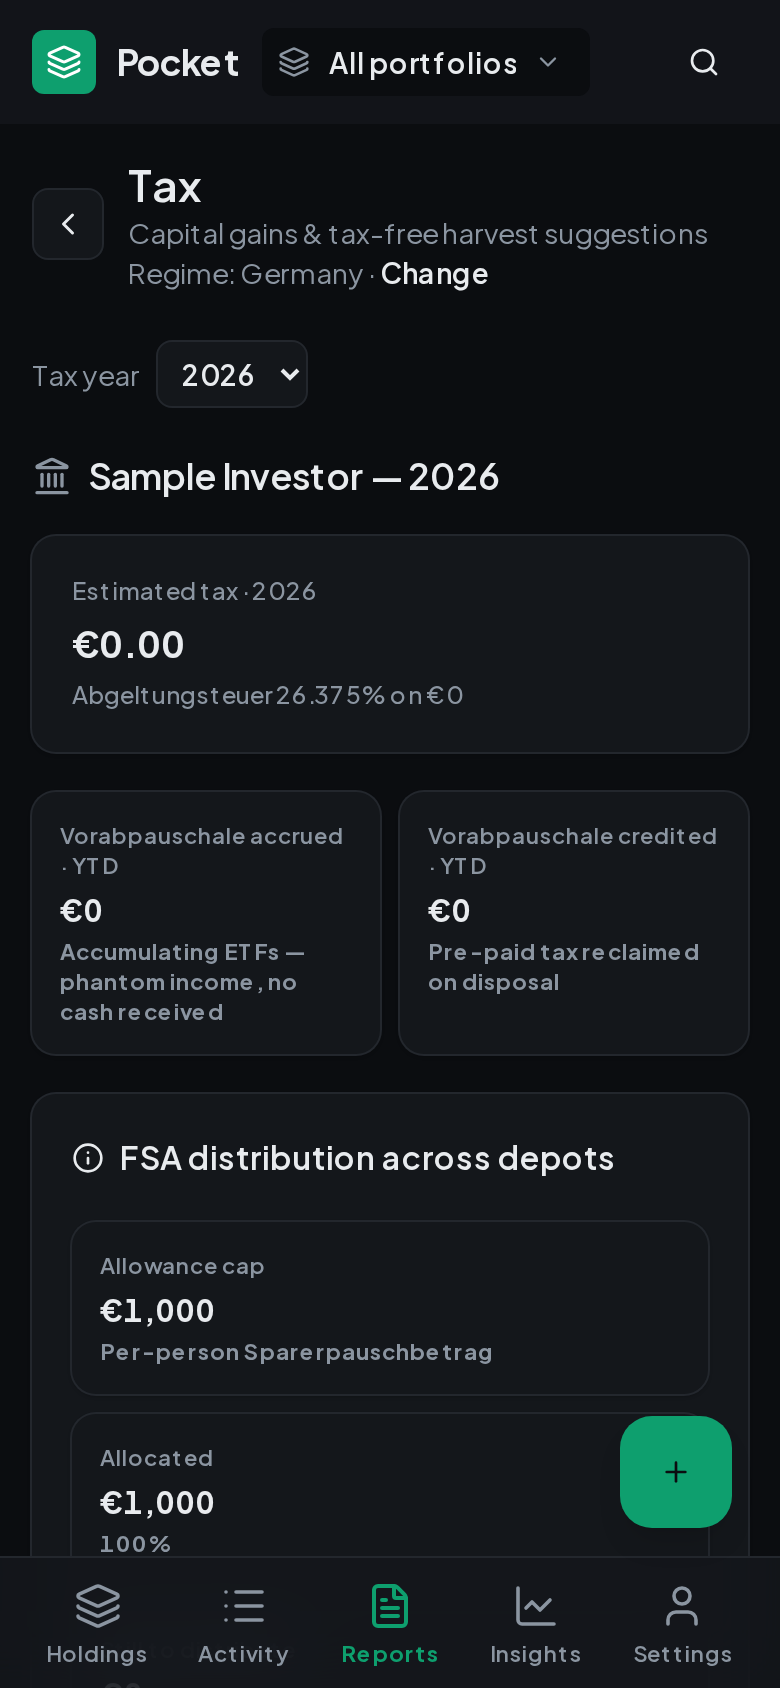 Pocket
All portfolios
Tax
Capital gains & tax-free harvest suggestions
Regime: Germany · Change
Tax year
2026
Sample Investor — 2026
Estimated tax · 2026
€0.00
Abgeltungsteuer 26.375% on €0
Vorabpauschale accrued
· YTD
€0
Accumulating ETFs —
phantom income, no
cash received
Vorabpauschale credited
· YTD
€0
Pre-paid tax reclaimed
on disposal
FSA distribution across depots
Allowance cap
€1,000
Per-person Sparerpauschbetrag
Allocated
€1,000
100%
Holdings
Activity
Reports
Insights
Settings